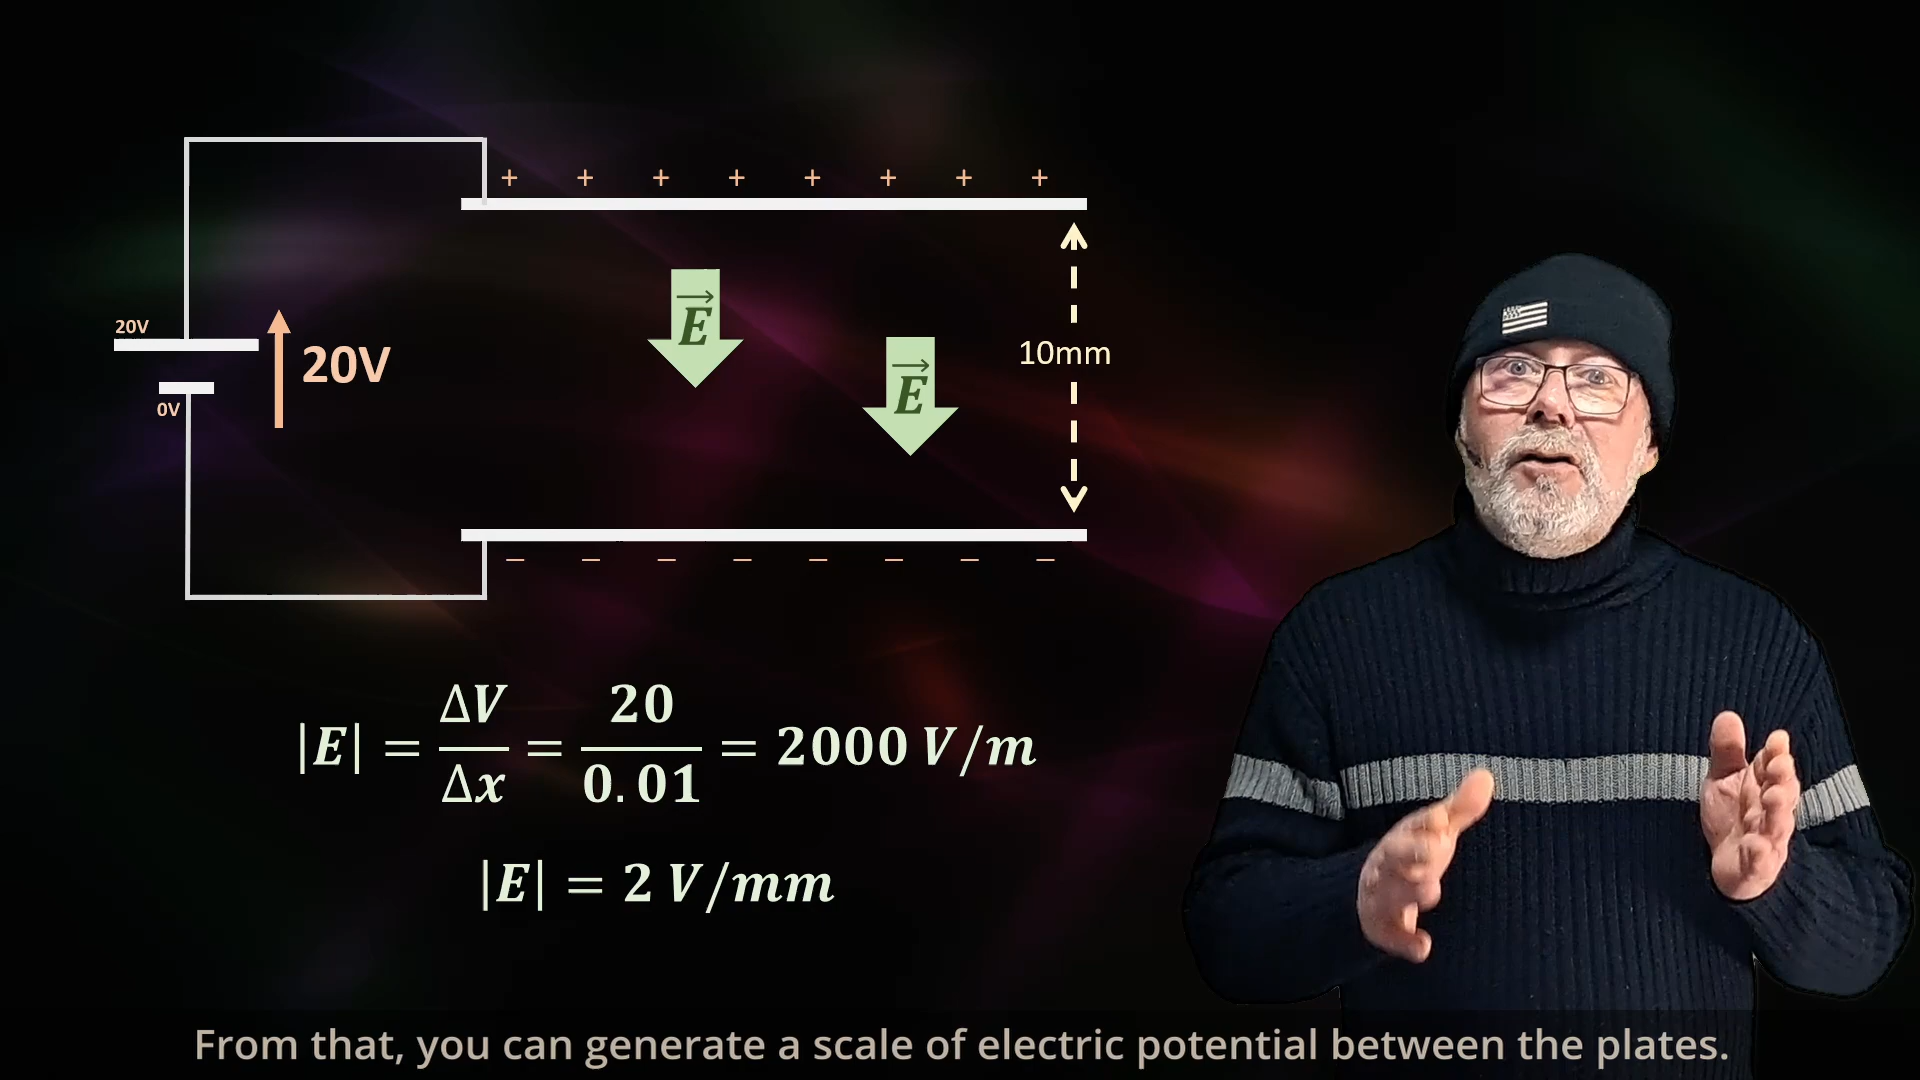 + + + + + + + +
E
20V
20V
10mm
E
0V
− − − − − − − −
|E| = ΔV/Δx = 20/0.01 = 2000 V/m
|E| = 2 V/mm
From that, you can generate a scale of electric potential between the plates.